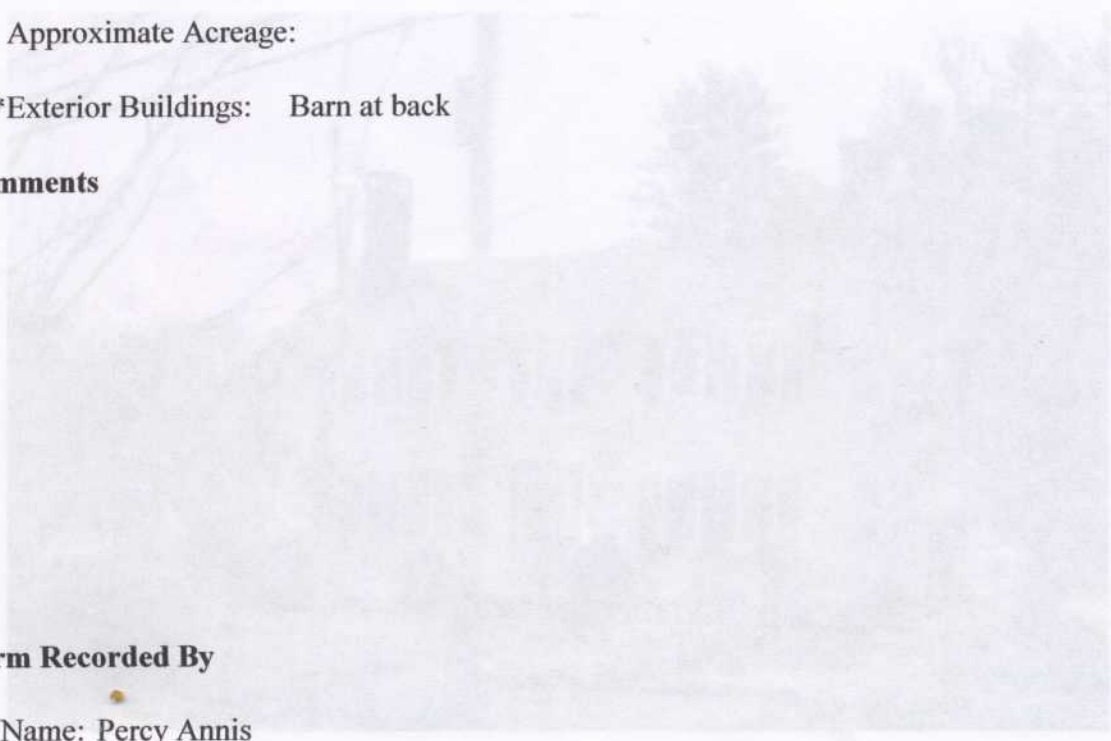 Approximate Acreage:
*Exterior Buildings: Barn at back
mments
rm Recorded By
Name: Percy Annis